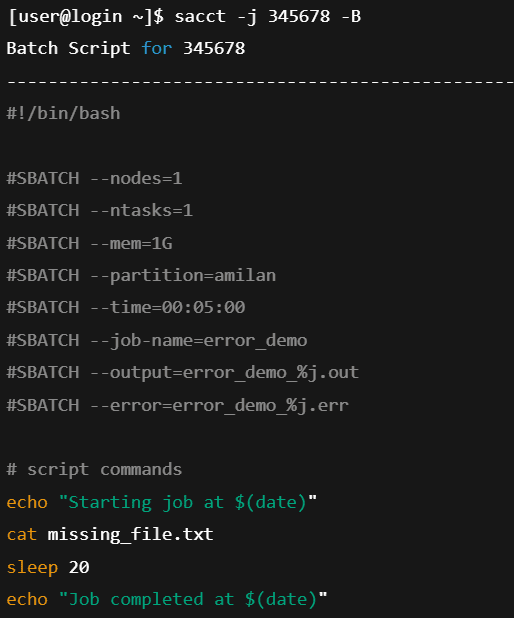 [user@login ~]$ sacct -j 345678 -B
Batch Script for 345678
--------------------------------------------------
#!/bin/bash
#SBATCH --nodes=1
#SBATCH --ntasks=1
#SBATCH --mem=1G
#SBATCH --partition=amilan
#SBATCH --time=00:05:00
#SBATCH --job-name=error_demo
#SBATCH --output=error_demo_%j.out
#SBATCH --error=error_demo_%j.err
# script commands
echo "Starting job at $(date)"
cat missing_file.txt
sleep 20
echo "Job completed at $(date)"